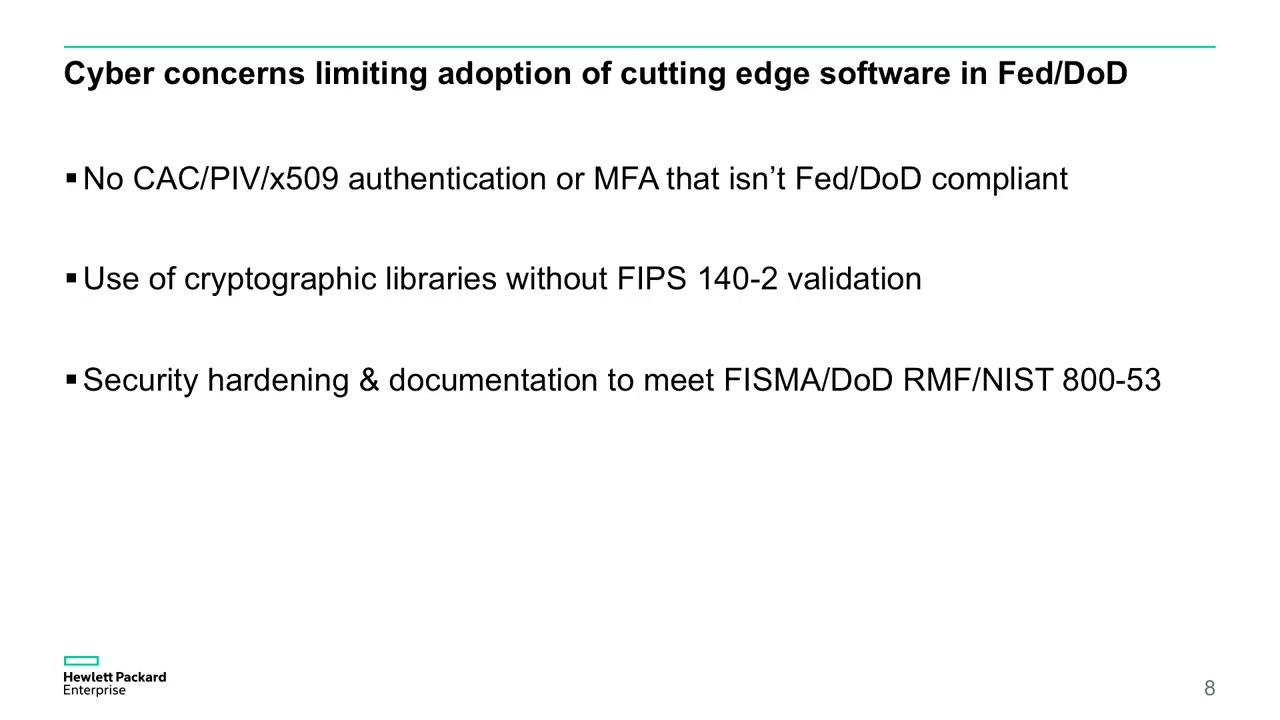 Cyber concerns limiting adoption of cutting edge software in Fed/DoD
▪ No CAC/PIV/x509 authentication or MFA that isn’t Fed/DoD compliant
▪ Use of cryptographic libraries without FIPS 140-2 validation
▪ Security hardening & documentation to meet FISMA/DoD RMF/NIST 800-53
Hewlett Packard
Enterprise
8